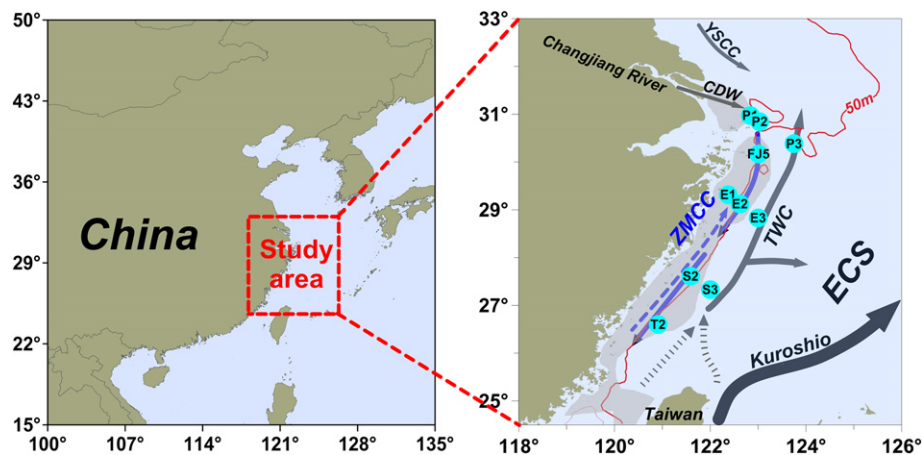 50°
43°
36°
29°
22°
15°
100°
107°
114°
121°
128°
135°
China
Study
area
33°
31°
29°
27°
25°
118°
120°
122°
124°
126°
YSCC
Changjiang River
CDW
50m
P1
P2
P3
FJ5
E1
E2
E3
ZMCC
TWC
ECS
S2
S3
T2
Kuroshio
Taiwan